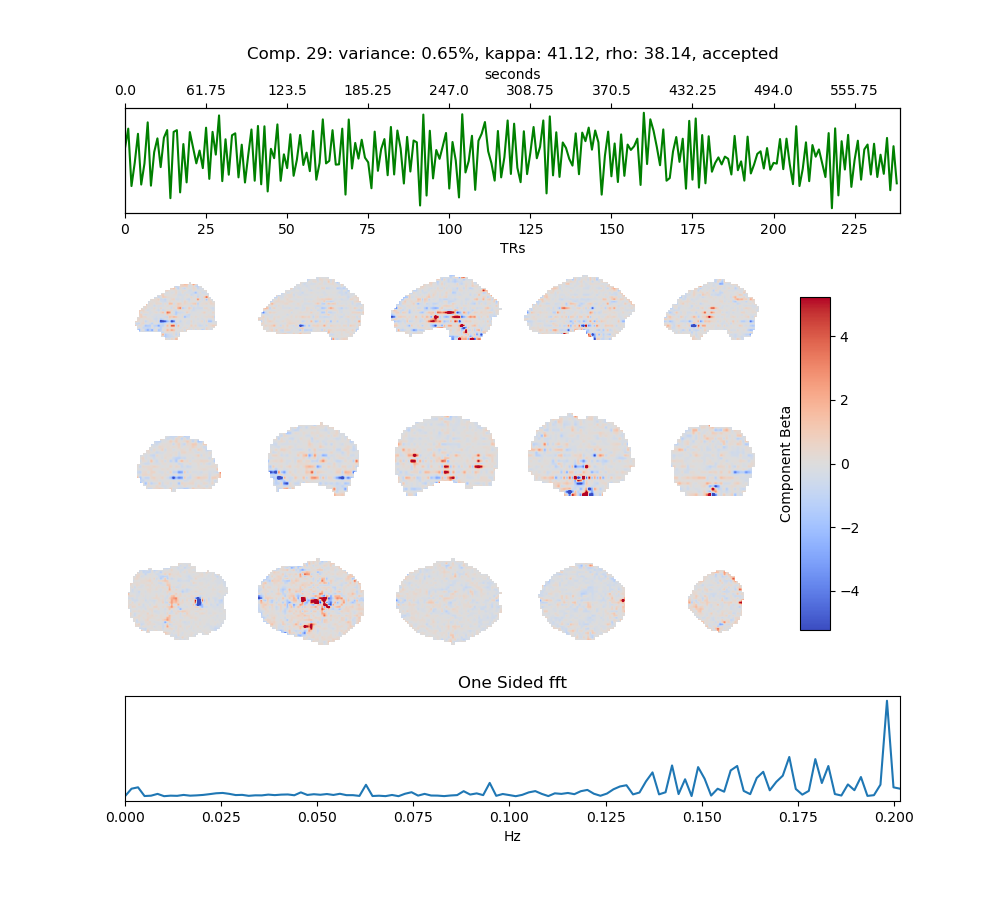 Comp. 29: variance: 0.65%, kappa: 41.12, rho: 38.14, accepted
seconds
0.0 61.75 123.5 185.25 247.0 308.75 370.5 432.25 494.0 555.75
0 25 50 75 100 125 150 175 200 225
TRs
4
2
0
−2
−4
Component Beta
One Sided fft
0.000 0.025 0.050 0.075 0.100 0.125 0.150 0.175 0.200
Hz